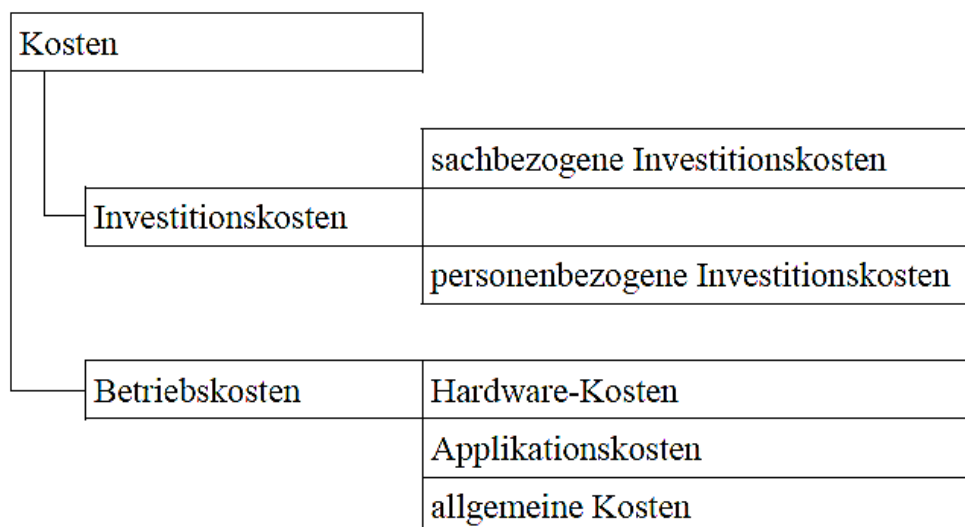 Kosten
sachbezogene Investitionskosten
Investitionskosten
personenbezogene Investitionskosten
Betriebskosten Hardware-Kosten
Applikationskosten
allgemeine Kosten